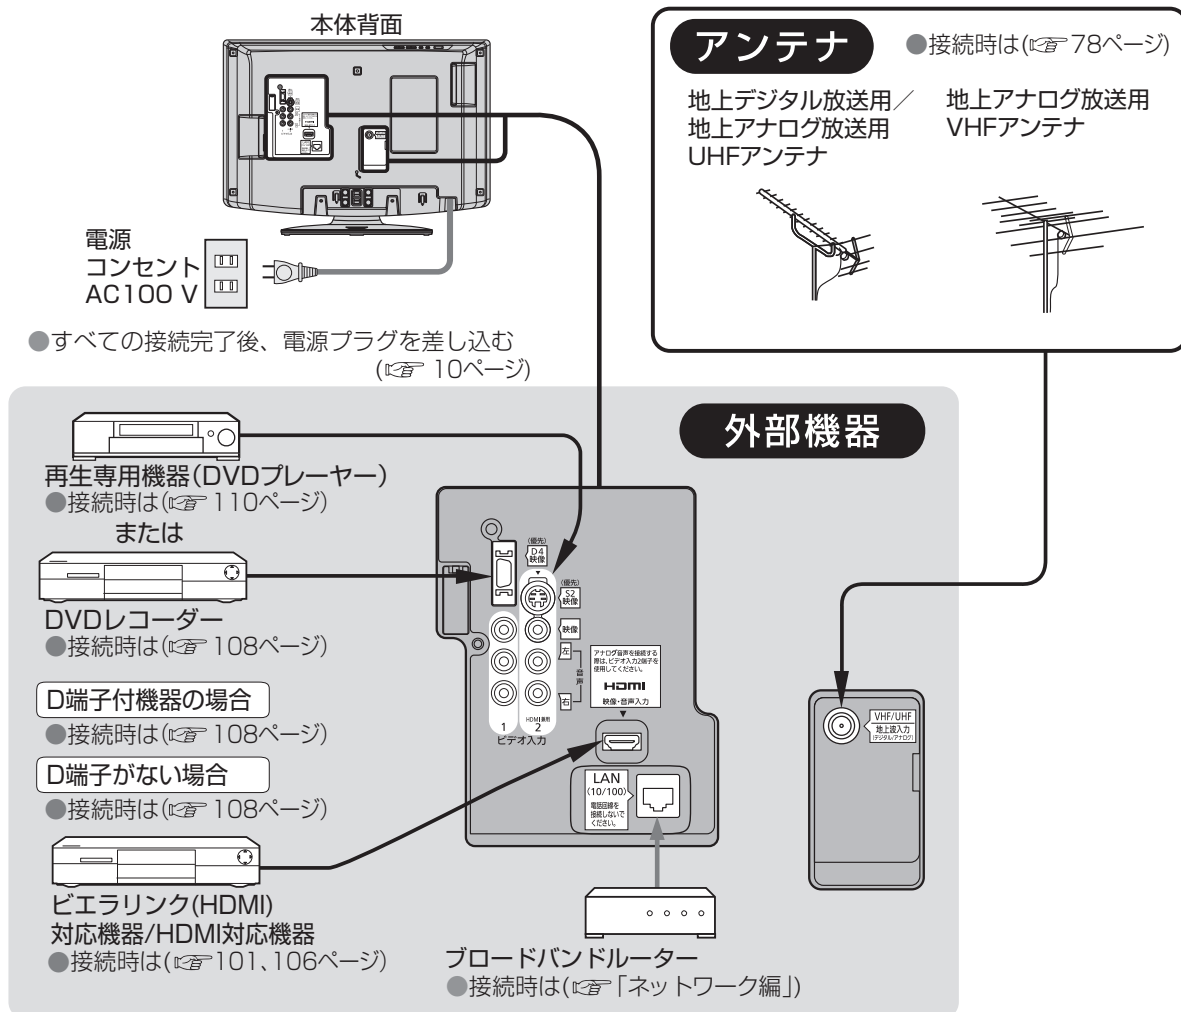 本体背面
アンテナ
●接続時は(☞78ページ)
地上デジタル放送用／
地上アナログ放送用
UHFアンテナ
地上アナログ放送用
VHFアンテナ
電源
コンセント
AC100 V
●すべての接続完了後、電源プラグを差し込む
(☞ 10ページ)
外部機器
再生専用機器(DVDプレーヤー)
●接続時は(☞110ページ)
または
DVDレコーダー
●接続時は(☞108ページ)
D端子付機器の場合
●接続時は(☞108ページ)
D端子がない場合
●接続時は(☞108ページ)
ビエラリンク(HDMI)
対応機器/HDMI対応機器
●接続時は(☞101、106ページ)
(優先)
D4
映像
(優先)
S2
映像
映像
左
音声
右
1
HDMI兼用
2
ビデオ入力
アナログ音声を接続する
際は、ビデオ入力2端子を
使用してください。
HDMI
映像・音声入力
LAN
(10/100)
電話回線を
接続しないで
ください。
ブロードバンドルーター
●接続時は(☞「ネットワーク編」)
VHF/UHF
地上波入力
(デジタル/アナログ)